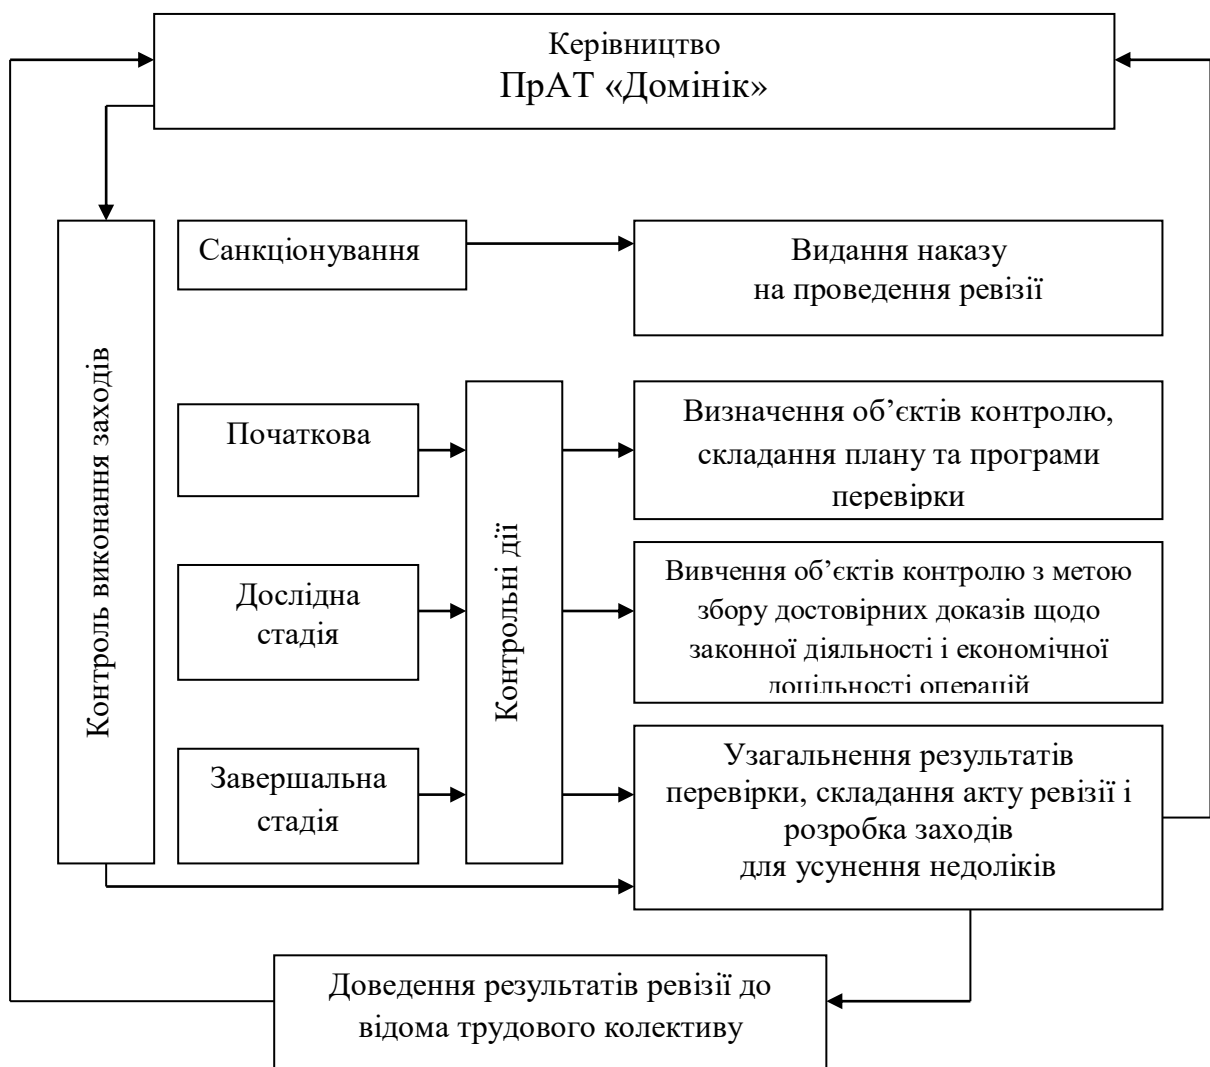 Керівництво
ПрАТ «Домінік»
Контроль виконання заходів
Санкціонування
Видання наказу
на проведення ревізії
Початкова
Контрольні дії
Визначення об’єктів контролю,
складання плану та програми
перевірки
Дослідна
стадія
Вивчення об’єктів контролю з метою
збору достовірних доказів щодо
законної діяльності і економічної
доцільності операцій
Завершальна
стадія
Узагальнення результатів
перевірки, складання акту ревізії і
розробка заходів
для усунення недоліків
Доведення результатів ревізії до
відома трудового колективу